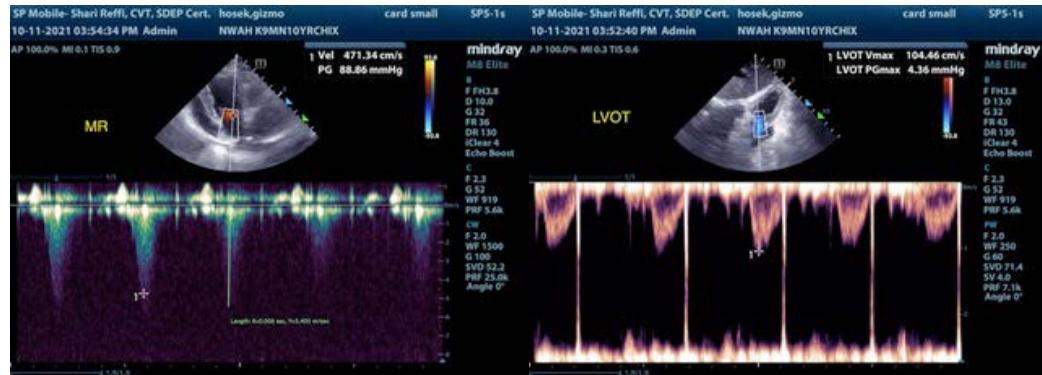 SP Mobile- Shari Reffi, CVT, SDEP Cert. hosek,gizmo card small SP5-1s
10-11-2021 03:54:34 PM Admin NWAH K9MN10YRCHIX
AP 100.0% MI 0.1 TIS 0.9
1 Vel 471.34 cm/s
PG 88.86 mmHg
mindray
M8 Elite
B
F FH3.8
D 10.0
G 32
FR 36
DR 130
iClear 4
Echo Boost
C
F 2.3
G 52
WF 919
PRF 5.6k
CW
F 2.0
WF 1500
G 100
SVD 52.2
PRF 25.0k
Angle 0°
MR
1
SP Mobile- Shari Reffi, CVT, SDEP Cert. hosek,gizmo card small SP5-1s
10-11-2021 03:52:40 PM Admin NWAH K9MN10YRCHIX
AP 100.0% MI 0.3 TIS 0.6
1 LVOT Vmax 104.46 cm/s
LVOT PGmax 4.36 mmHg
mindray
M8 Elite
B
F FH3.8
D 13.0
G 32
FR 43
DR 130
iClear 4
Echo Boost
C
F 2.3
G 52
WF 919
PRF 5.6k
PW
F 2.0
WF 250
G 60
SVD 71.4
SV 4.0
PRF 7.1k
Angle 0°
LVOT
1